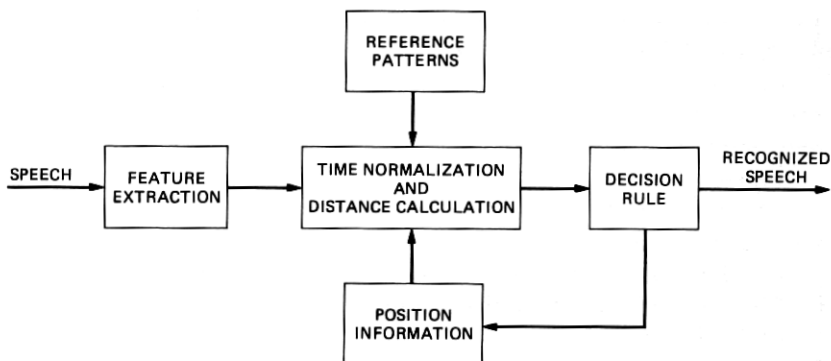 REFERENCE
PATTERNS
SPEECH
FEATURE
EXTRACTION
TIME NORMALIZATION
AND
DISTANCE CALCULATION
DECISION
RULE
RECOGNIZED
SPEECH
POSITION
INFORMATION